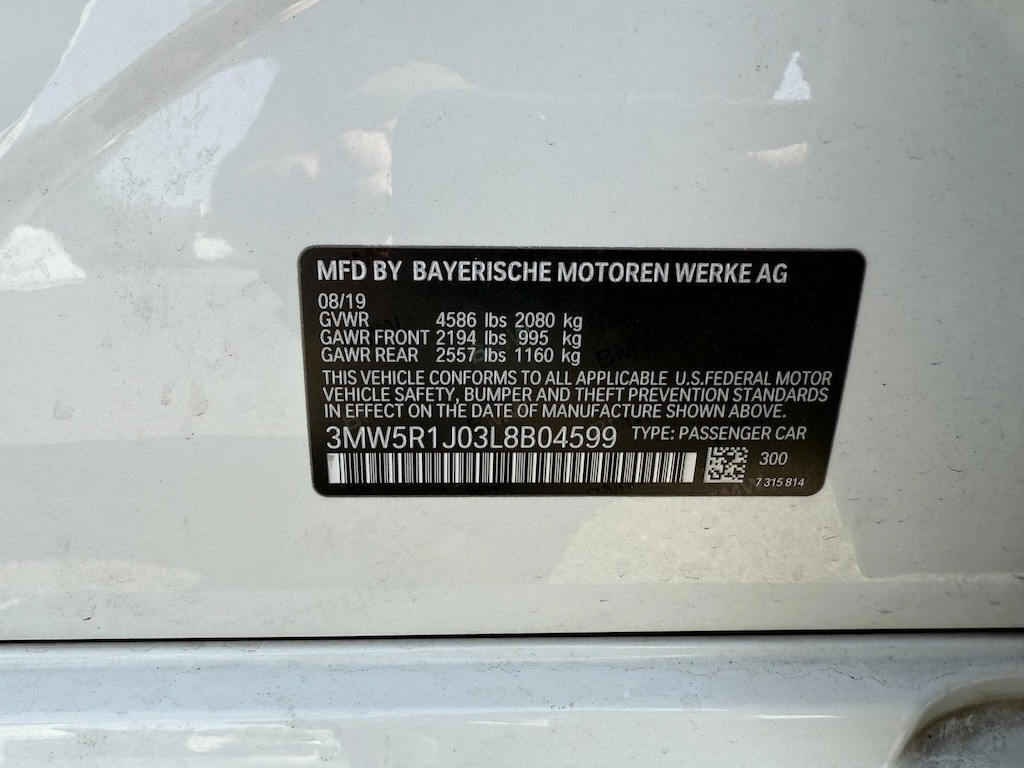 MFD BY BAYERISCHE MOTOREN WERKE AG
08/19
GVWR 4586 lbs 2080 kg
GAWR FRONT 2194 lbs 995 kg
GAWR REAR 2557 lbs 1160 kg
THIS VEHICLE CONFORMS TO ALL APPLICABLE U.S.FEDERAL MOTOR
VEHICLE SAFETY, BUMPER AND THEFT PREVENTION STANDARDS
IN EFFECT ON THE DATE OF MANUFACTURE SHOWN ABOVE.
3MW5R1J03L8B04599 TYPE: PASSENGER CAR
300
7 315 814